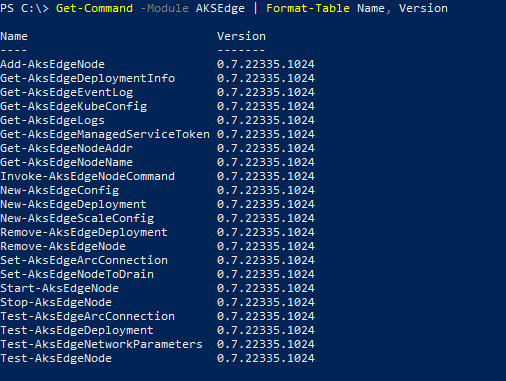 PS C:\> Get-Command -Module AKSEdge | Format-Table Name, Version
Name Version
---- -------
Add-AksEdgeNode 0.7.22335.1024
Get-AksEdgeDeploymentInfo 0.7.22335.1024
Get-AksEdgeEventLog 0.7.22335.1024
Get-AksEdgeKubeConfig 0.7.22335.1024
Get-AksEdgeLogs 0.7.22335.1024
Get-AksEdgeManagedServiceToken 0.7.22335.1024
Get-AksEdgeNodeAddr 0.7.22335.1024
Get-AksEdgeNodeName 0.7.22335.1024
Invoke-AksEdgeNodeCommand 0.7.22335.1024
New-AksEdgeConfig 0.7.22335.1024
New-AksEdgeDeployment 0.7.22335.1024
New-AksEdgeScaleConfig 0.7.22335.1024
Remove-AksEdgeDeployment 0.7.22335.1024
Remove-AksEdgeNode 0.7.22335.1024
Set-AksEdgeArcConnection 0.7.22335.1024
Set-AksEdgeNodeToDrain 0.7.22335.1024
Start-AksEdgeNode 0.7.22335.1024
Stop-AksEdgeNode 0.7.22335.1024
Test-AksEdgeArcConnection 0.7.22335.1024
Test-AksEdgeDeployment 0.7.22335.1024
Test-AksEdgeNetworkParameters 0.7.22335.1024
Test-AksEdgeNode 0.7.22335.1024